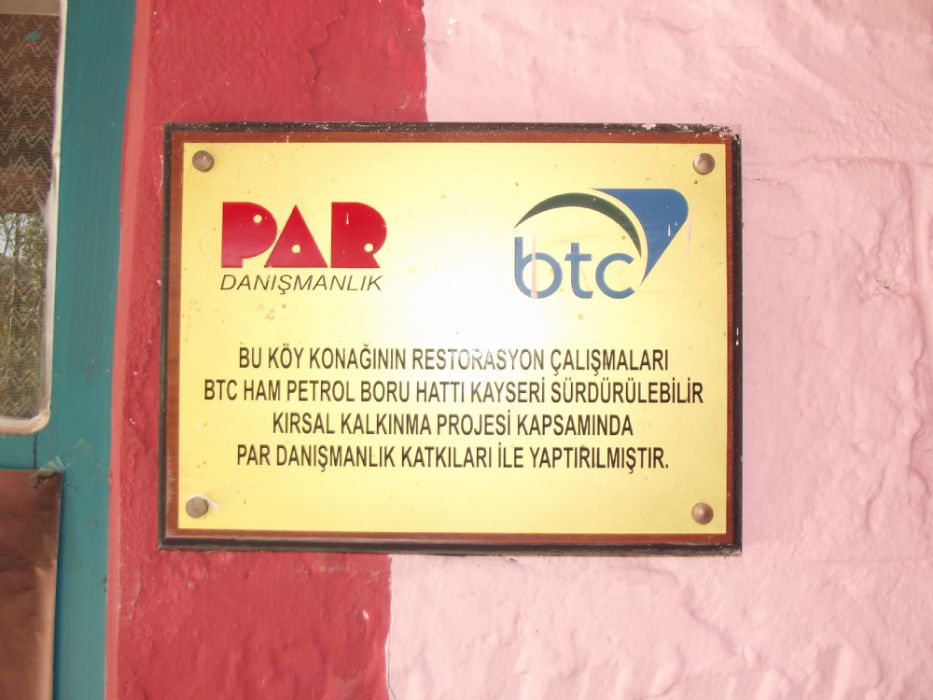 PAR
DANIŞMANLIK
btc
BU KÖY KONAĞININ RESTORASYON ÇALIŞMALARI
BTC HAM PETROL BORU HATTI KAYSERİ SÜRDÜRÜLEBİLİR
KIRSAL KALKINMA PROJESİ KAPSAMINDA
PAR DANIŞMANLIK KATKILARI İLE YAPTIRILMIŞTIR.